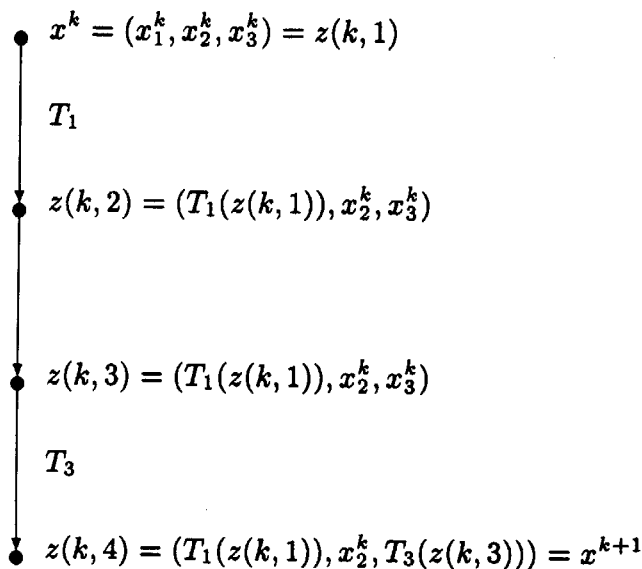 x^k = (x_1^k, x_2^k, x_3^k) = z(k, 1)
T_1
z(k, 2) = (T_1(z(k, 1)), x_2^k, x_3^k)
z(k, 3) = (T_1(z(k, 1)), x_2^k, x_3^k)
T_3
z(k, 4) = (T_1(z(k, 1)), x_2^k, T_3(z(k, 3))) = x^{k+1}